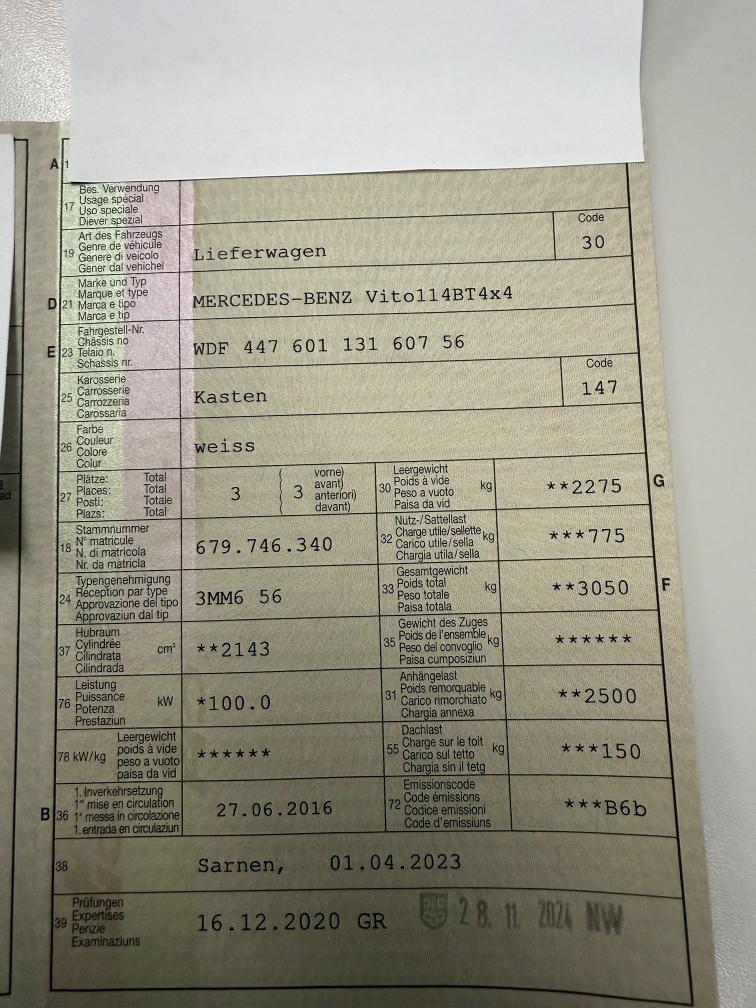 A 1
17 Bes. Verwendung
Usage spécial
Uso speciale
Diever spezial
19 Art des Fahrzeugs
Genre de véhicule
Genere di veicolo
Gener dal vehichel
Lieferwagen
Code
30
D 21 Marke und Typ
Marque et type
Marca e tipo
Marca e tip
MERCEDES-BENZ Vito114BT4x4
E 23 Fahrgestell-Nr.
Châssis no
Telaio n.
Schassis nr.
WDF 447 601 131 607 56
25 Karosserie
Carrosserie
Carrozzeria
Carossaria
Kasten
Code
147
26 Farbe
Couleur
Colore
Colur
weiss
27 Plätze: Total
Places: Total
Posti: Totale
Plazs: Total
3
( 3 vorne)
avant)
anteriori)
davant)
30 Leergewicht
Poids à vide
Peso a vuoto
Paisa da vid
kg
**2275
G
18 Stammnummer
N° matricule
N. di matricola
Nr. da matricla
679.746.340
32 Nutz-/Sattellast
Charge utile/sellette
Carico utile/sella
Chargia utila/sella
kg
***775
24 Typengenehmigung
Réception par type
Approvazione del tipo
Approvaziun dal tip
3MM6 56
33 Gesamtgewicht
Poids total
Peso totale
Paisa totala
kg
**3050
F
37 Hubraum
Cylindrée
Cilindrata
Cilindrada
cm³
**2143
35 Gewicht des Zuges
Poids de l'ensemble
Peso del convoglio
Paisa cumposiziun
kg
******
76 Leistung
Puissance
Potenza
Prestaziun
kW
*100.0
31 Anhängelast
Poids remorquable
Carico rimorchiato
Chargia annexa
kg
**2500
78 kW/kg
Leergewicht
poids à vide
peso a vuoto
paisa da vid
******
55 Dachlast
Charge sur le toit
Carico sul tetto
Chargia sin il tetg
kg
***150
B 36 1. Inverkehrsetzung
1re mise en circulation
1a messa in circolazione
1. entrada en circulaziun
27.06.2016
72 Emissionscode
Code émissions
Codice emissioni
Code d'emissiuns
***B6b
38
Sarnen, 01.04.2023
39 Prüfungen
Expertises
Perizie
Examinaziuns
16.12.2020 GR
28. 11. 2024 NW